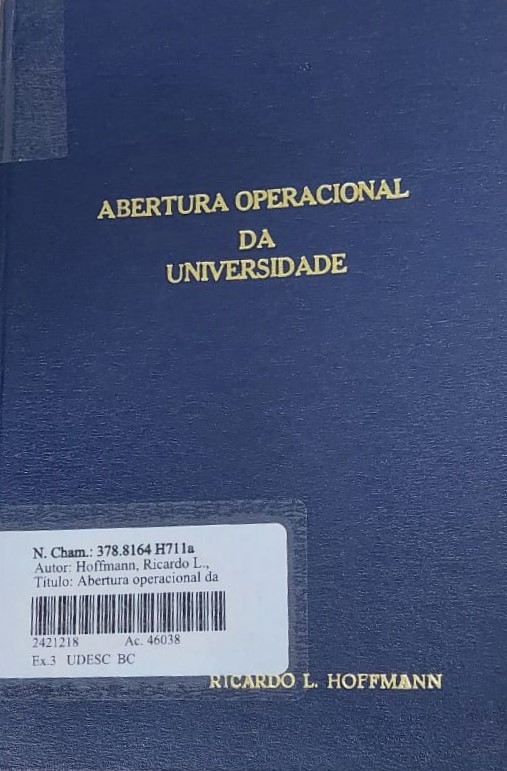 ABERTURA OPERACIONAL
DA
UNIVERSIDADE
N. Cham.: 378.8164 H711a
Autor: Hoffmann, Ricardo L.,
Título: Abertura operacional da
2421218 Ac. 46038
Ex.3 UDESC BC
RICARDO L. HOFFMANN